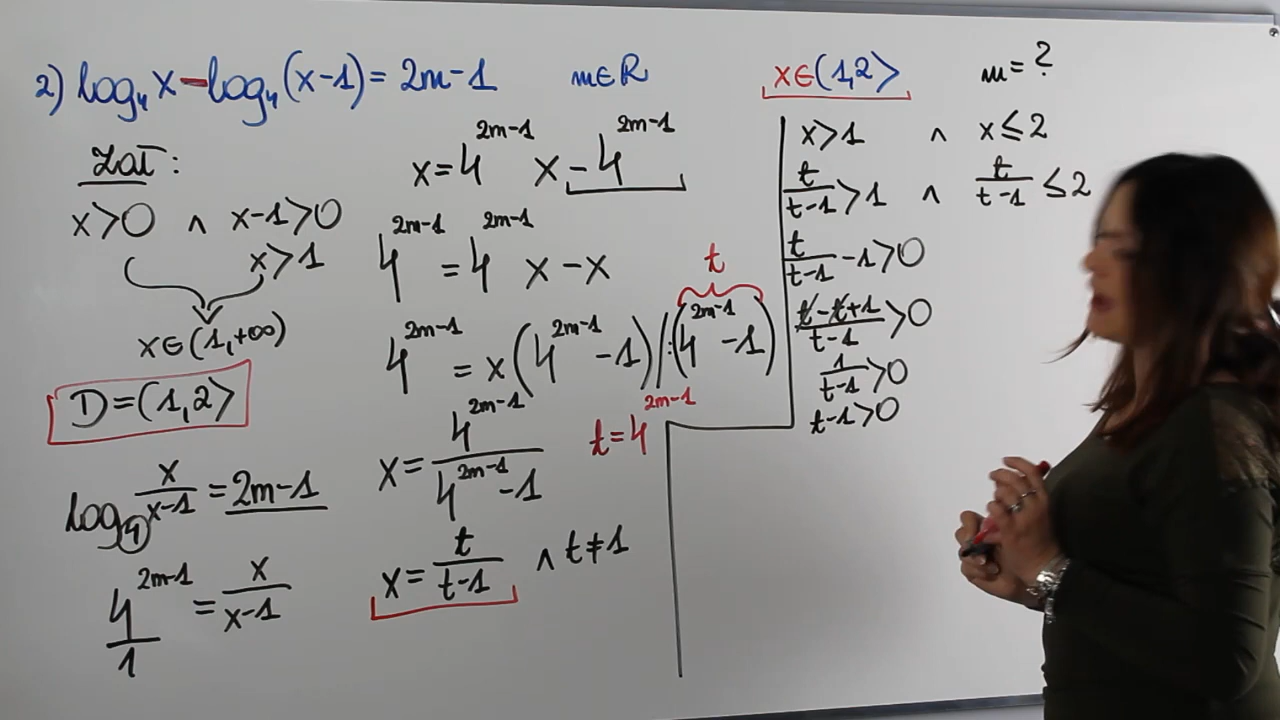 2) log₄x-log₄(x-1)=2m-1 m∈R x∈(1,2⟩ m=?
Zał:
x>0 ∧ x-1>0
x>1
x∈(1,+∞)
D=(1,2⟩
log₄ x/(x-1) = 2m-1
4^(2m-1)/1 = x/(x-1)
x=4^(2m-1) x-4^(2m-1)
4^(2m-1) = 4^(2m-1) x-x
t
4^(2m-1) = x(4^(2m-1) -1) |:(4^(2m-1) -1)
x= 4^(2m-1)/(4^(2m-1) -1) t=4^(2m-1)
x= t/(t-1) ∧ t≠1
x>1 ∧ x≤2
t/(t-1) >1 ∧ t/(t-1) ≤2
t/(t-1) -1>0
(t-t+1)/(t-1) >0
1/(t-1) >0
t-1>0